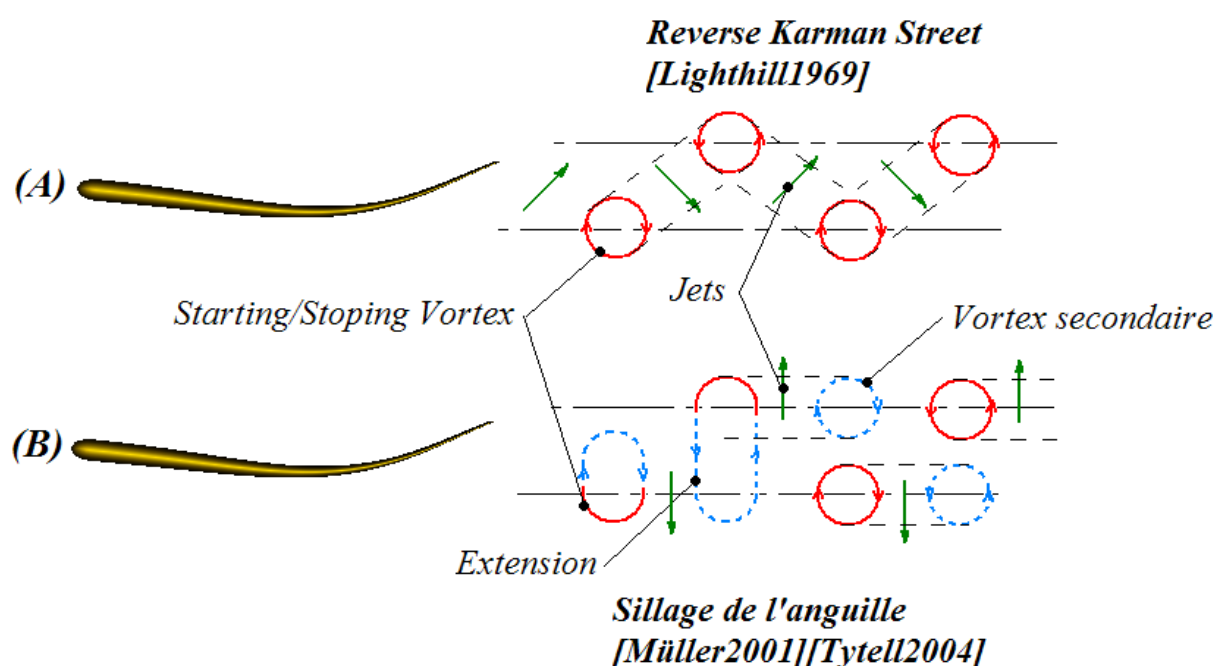 Reverse Karman Street
[Lighthill1969]
(A)
Starting/Stoping Vortex
Jets
Vortex secondaire
(B)
Extension
Sillage de l'anguille
[Müller2001][Tytell2004]